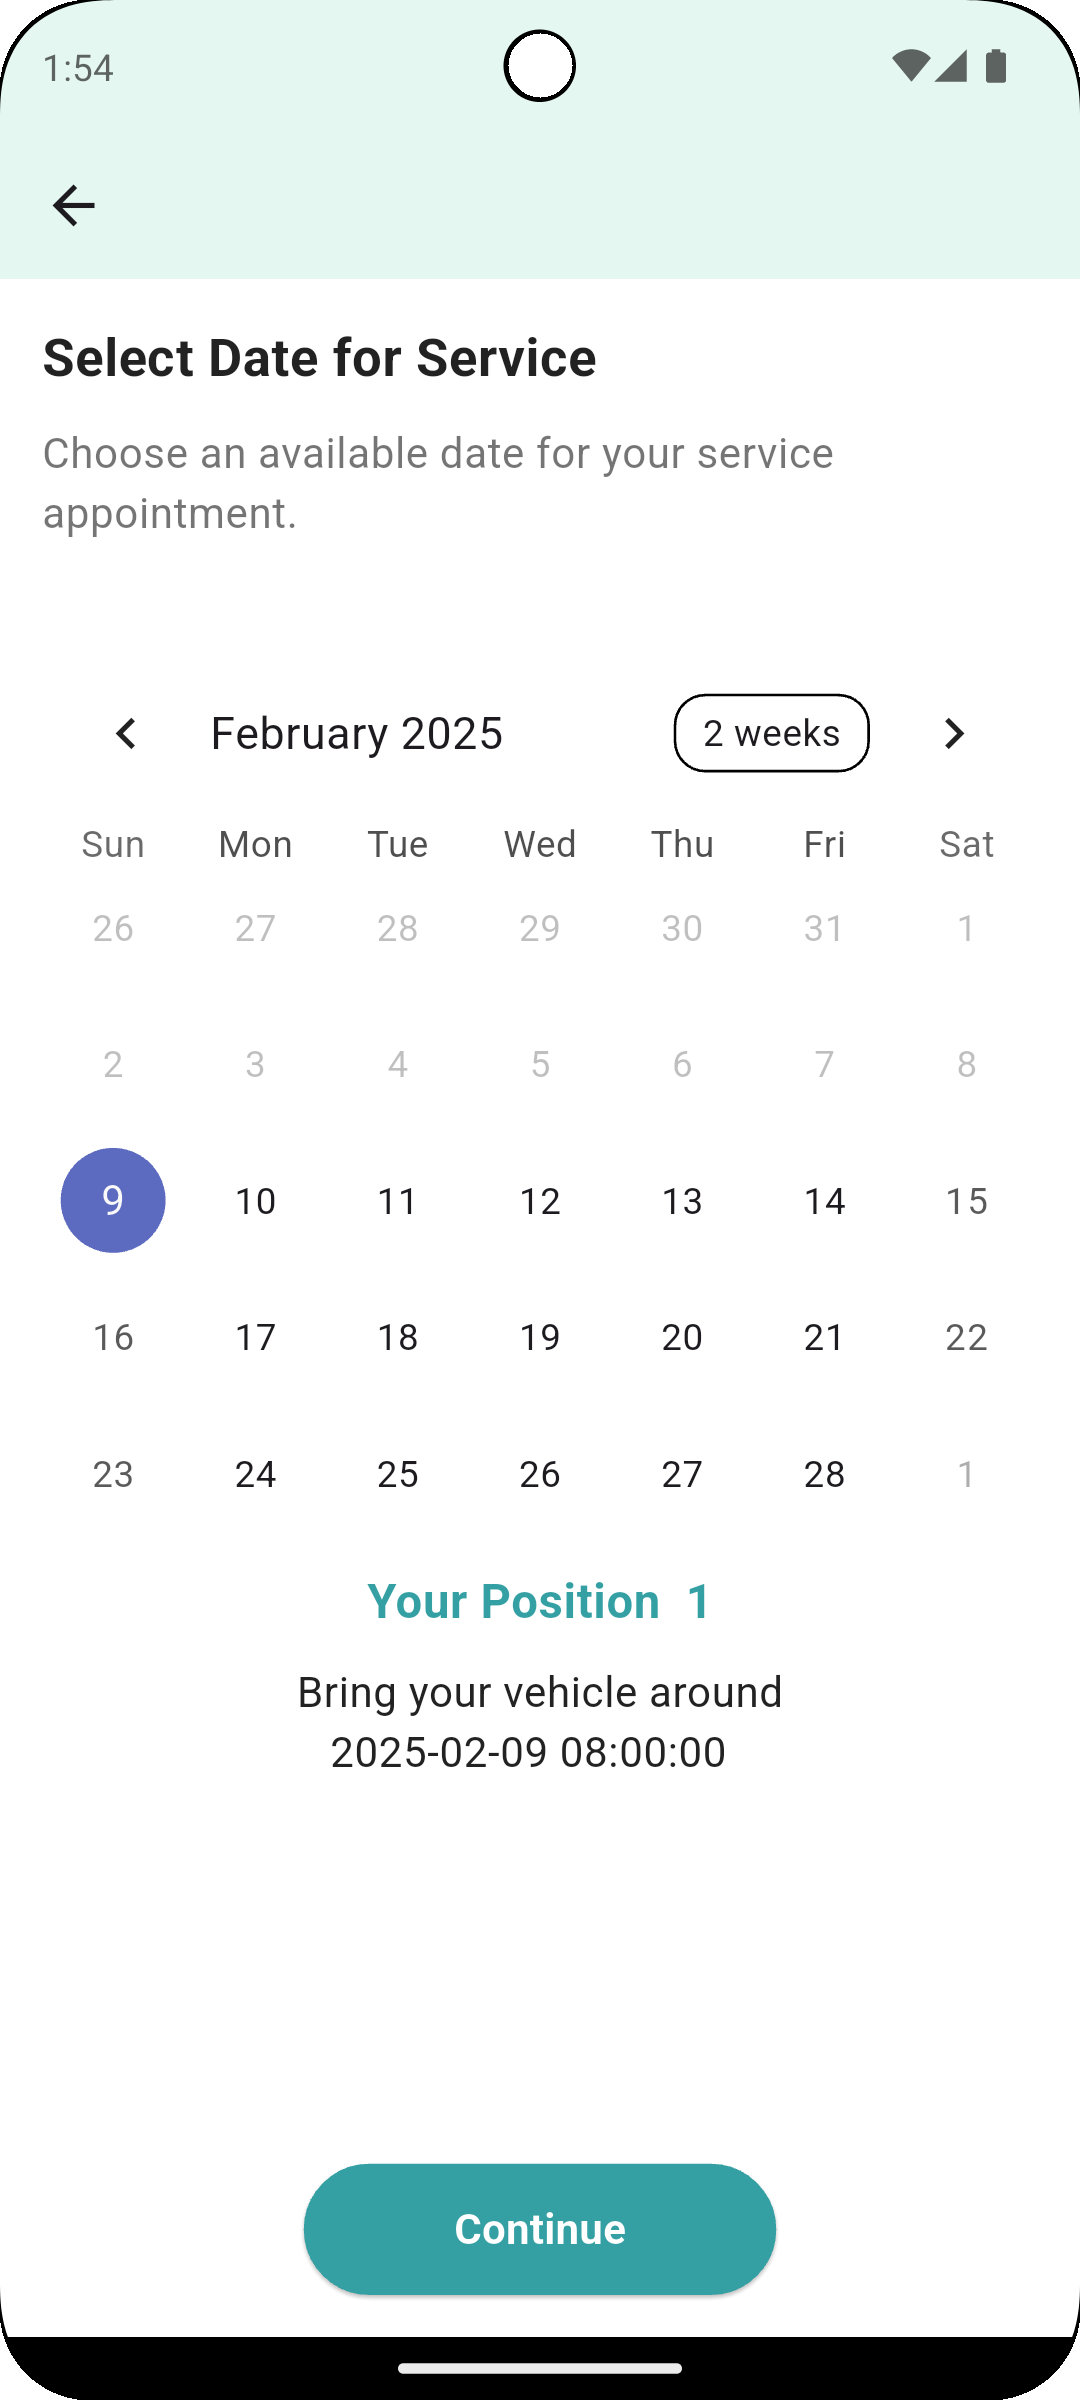 1:54
Select Date for Service
Choose an available date for your service
appointment.
February 2025 2 weeks
Sun Mon Tue Wed Thu Fri Sat
26 27 28 29 30 31 1
2 3 4 5 6 7 8
9 10 11 12 13 14 15
16 17 18 19 20 21 22
23 24 25 26 27 28 1
Your Position 1
Bring your vehicle around
2025-02-09 08:00:00
Continue